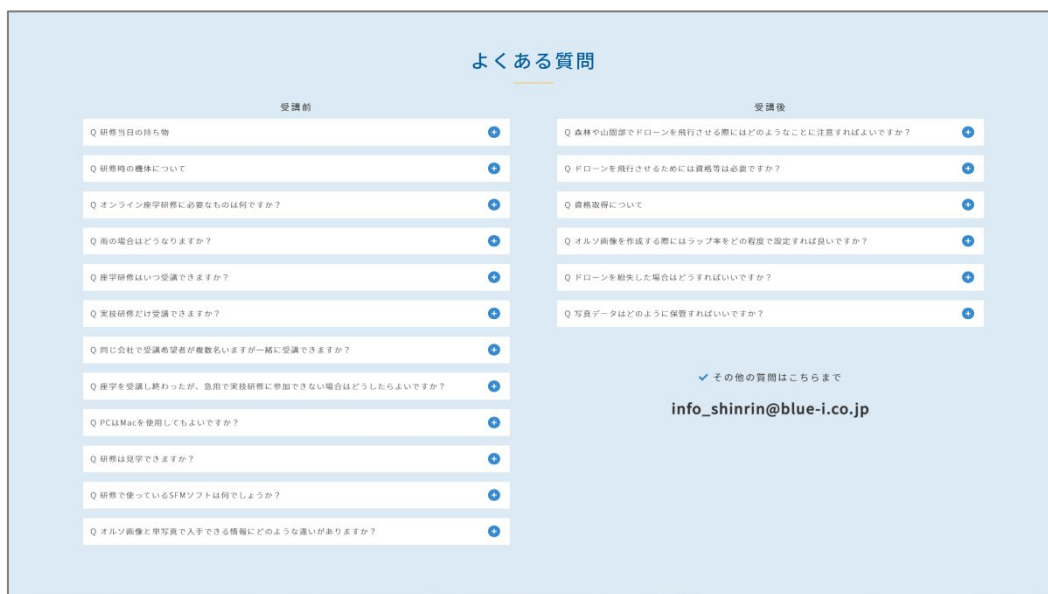 よくある質問
受講前
Q 研修当日の持ち物
Q 研修時の機体について
Q オンライン座学研修に必要なものは何ですか？
Q 雨の場合はどうなりますか？
Q 座学研修はいつ受講できますか？
Q 実技研修だけ受講できますか？
Q 同じ会社で受講希望者が複数名いますが一緒に受講できますか？
Q 座学を受講し終わったが、急用で実技研修に参加できない場合はどうしたらよいですか？
Q PCはMacを使用してもよいですか？
Q 研修は見学できますか？
Q 研修で使っているSFMソフトは何でしょうか？
Q オルソ画像と単写真で入手できる情報にどのような違いがありますか？
受講後
Q 森林や山間部でドローンを飛行させる際にはどのようなことに注意すればよいですか？
Q ドローンを飛行させるためには資格等は必要ですか？
Q 資格取得について
Q オルソ画像を作成する際にはラップ率をどの程度で設定すれば良いですか？
Q ドローンを紛失した場合はどうすればいいですか？
Q 写真データはどのように保管すればいいですか？
その他の質問はこちらまで
info_shinrin@blue-i.co.jp